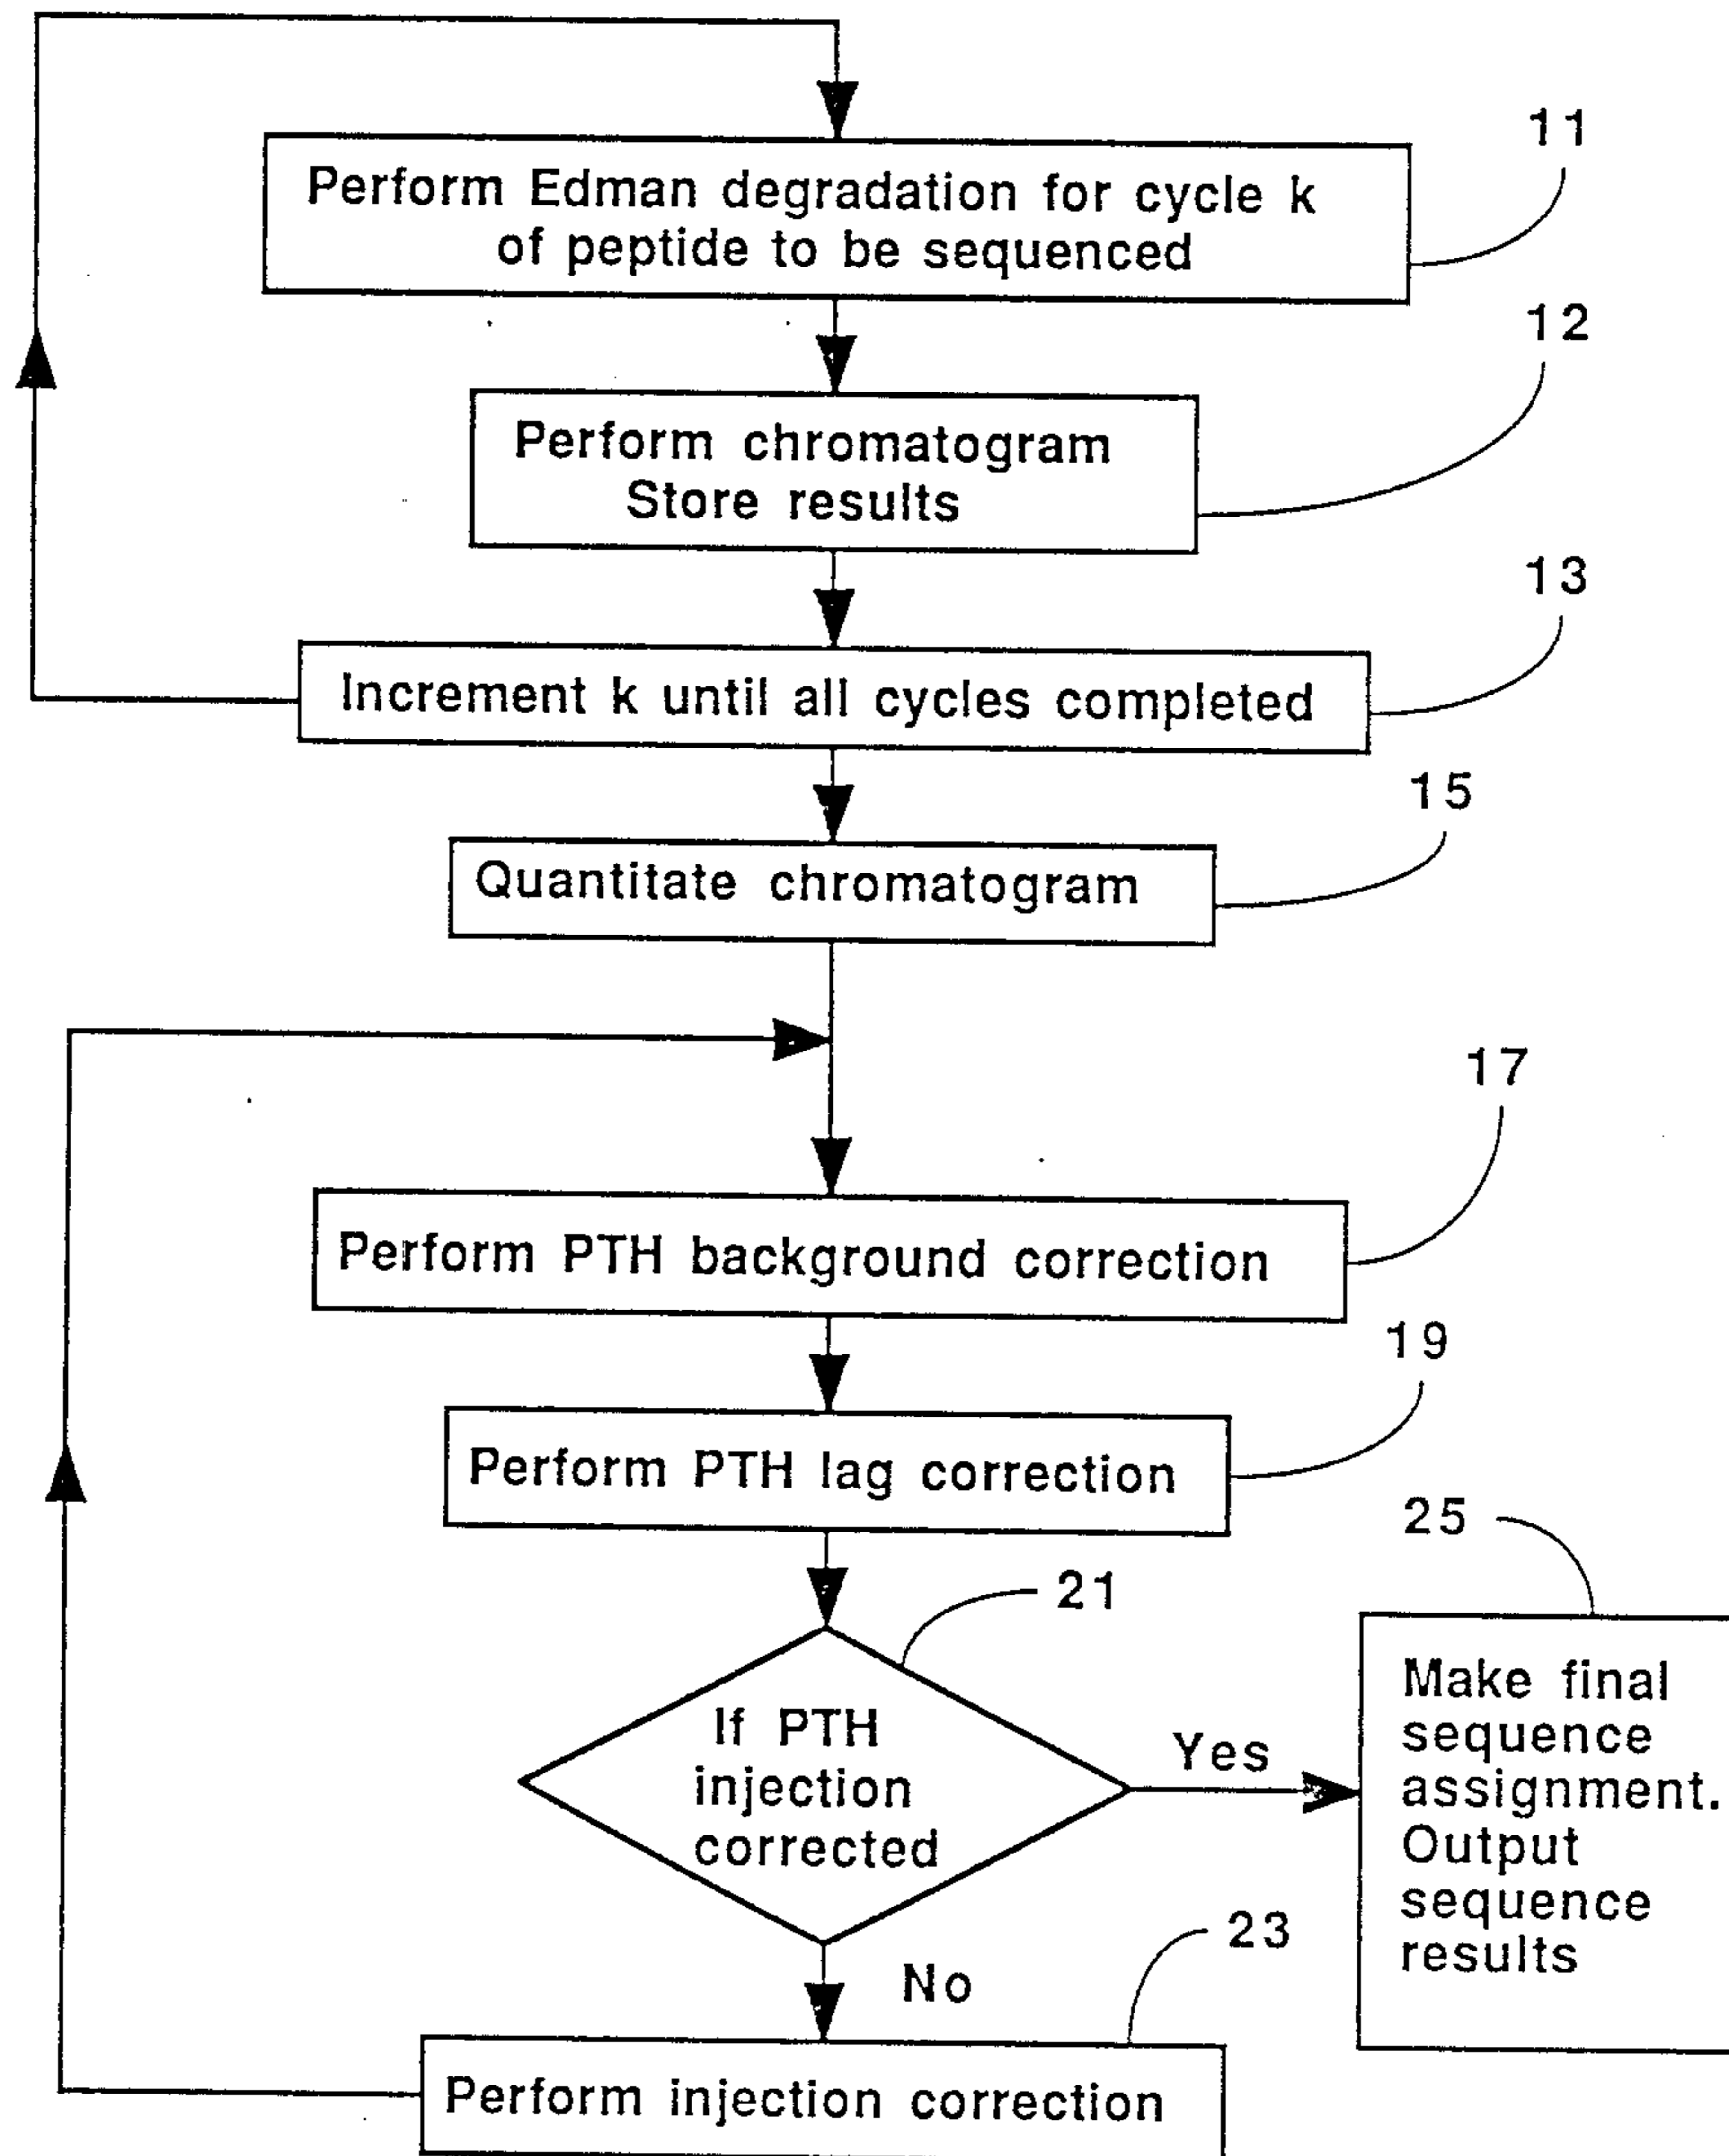 11
Perform Edman degradation for cycle k
of peptide to be sequenced
12
Perform chromatogram
Store results
13
Increment k until all cycles completed
15
Quantitate chromatogram
17
Perform PTH background correction
19
Perform PTH lag correction
21
If PTH
injection
corrected
Yes
25
Make final
sequence
assignment.
Output
sequence
results
No
23
Perform injection correction